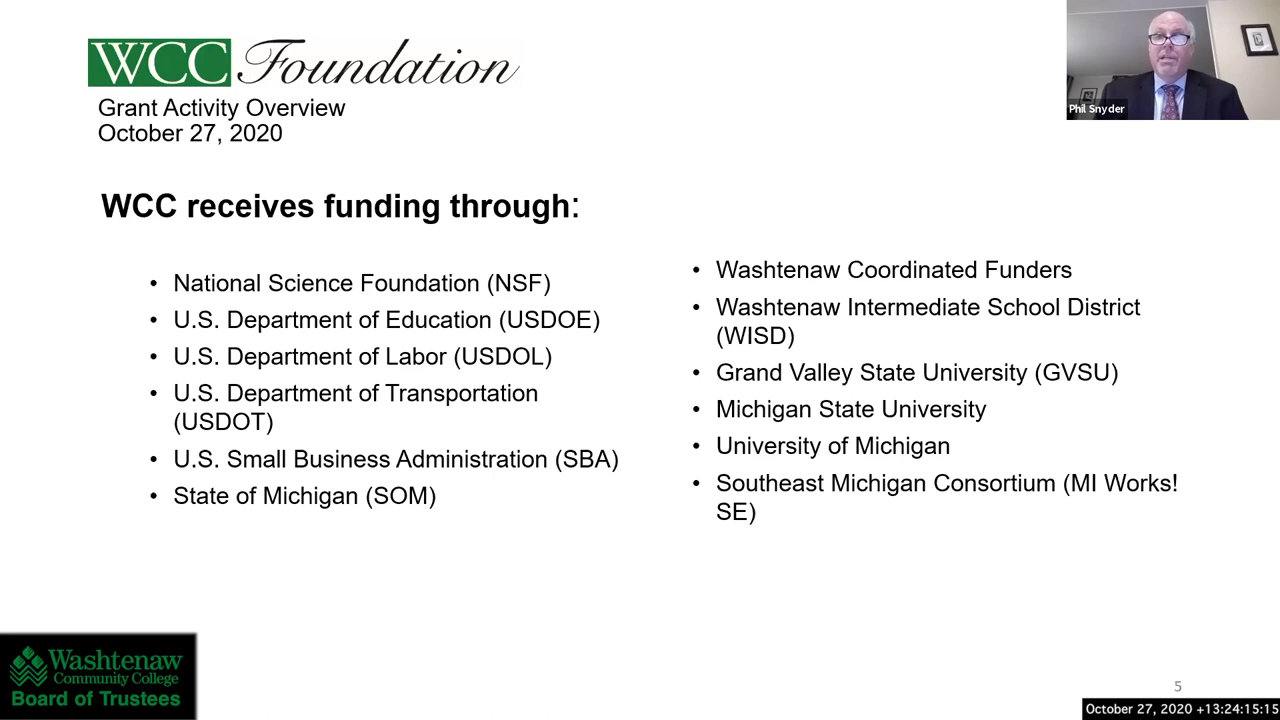 WCC Foundation
Grant Activity Overview
October 27, 2020
Phil Snyder
WCC receives funding through:
• National Science Foundation (NSF)
• U.S. Department of Education (USDOE)
• U.S. Department of Labor (USDOL)
• U.S. Department of Transportation
(USDOT)
• U.S. Small Business Administration (SBA)
• State of Michigan (SOM)
• Washtenaw Coordinated Funders
• Washtenaw Intermediate School District
(WISD)
• Grand Valley State University (GVSU)
• Michigan State University
• University of Michigan
• Southeast Michigan Consortium (MI Works!
SE)
Washtenaw
Community College
Board of Trustees
5
October 27, 2020 +13:24:15:15